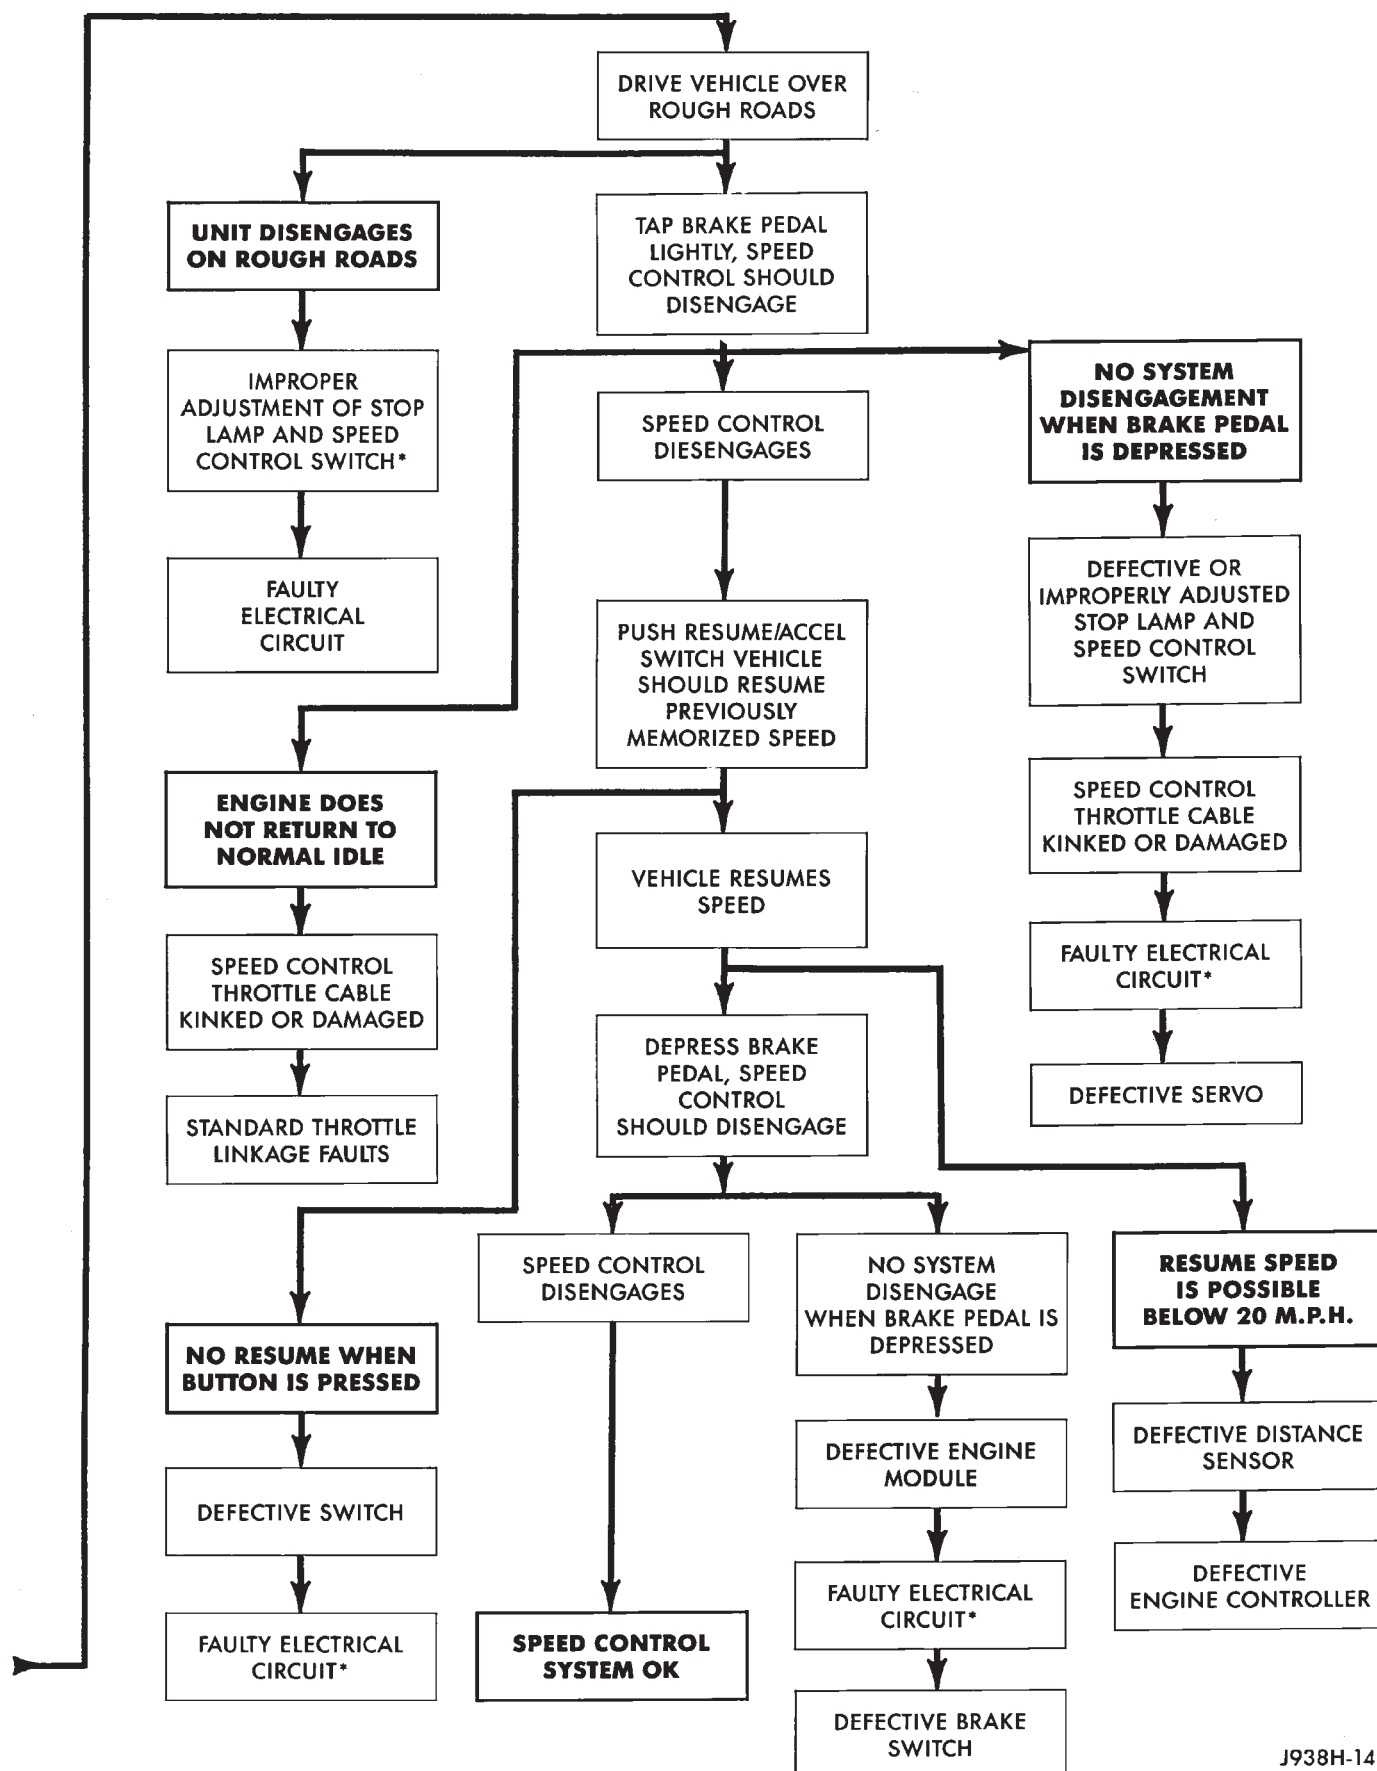 DRIVE VEHICLE OVER
ROUGH ROADS
UNIT DISENGAGES
ON ROUGH ROADS
TAP BRAKE PEDAL
LIGHTLY, SPEED
CONTROL SHOULD
DISENGAGE
IMPROPER
ADJUSTMENT OF STOP
LAMP AND SPEED
CONTROL SWITCH*
SPEED CONTROL
DIESENGAGES
NO SYSTEM
DISENGAGEMENT
WHEN BRAKE PEDAL
IS DEPRESSED
FAULTY
ELECTRICAL
CIRCUIT
PUSH RESUME/ACCEL
SWITCH VEHICLE
SHOULD RESUME
PREVIOUSLY
MEMORIZED SPEED
DEFECTIVE OR
IMPROPERLY ADJUSTED
STOP LAMP AND
SPEED CONTROL
SWITCH
ENGINE DOES
NOT RETURN TO
NORMAL IDLE
VEHICLE RESUMES
SPEED
SPEED CONTROL
THROTTLE CABLE
KINKED OR DAMAGED
SPEED CONTROL
THROTTLE CABLE
KINKED OR DAMAGED
DEPRESS BRAKE
PEDAL, SPEED
CONTROL
SHOULD DISENGAGE
FAULTY ELECTRICAL
CIRCUIT*
STANDARD THROTTLE
LINKAGE FAULTS
DEFECTIVE SERVO
SPEED CONTROL
DISENGAGES
NO SYSTEM
DISENGAGE
WHEN BRAKE PEDAL IS
DEPRESSED
RESUME SPEED
IS POSSIBLE
BELOW 20 M.P.H.
NO RESUME WHEN
BUTTON IS PRESSED
DEFECTIVE ENGINE
MODULE
DEFECTIVE DISTANCE
SENSOR
DEFECTIVE SWITCH
FAULTY ELECTRICAL
CIRCUIT*
DEFECTIVE
ENGINE CONTROLLER
FAULTY ELECTRICAL
CIRCUIT*
SPEED CONTROL
SYSTEM OK
DEFECTIVE BRAKE
SWITCH
J938H-14